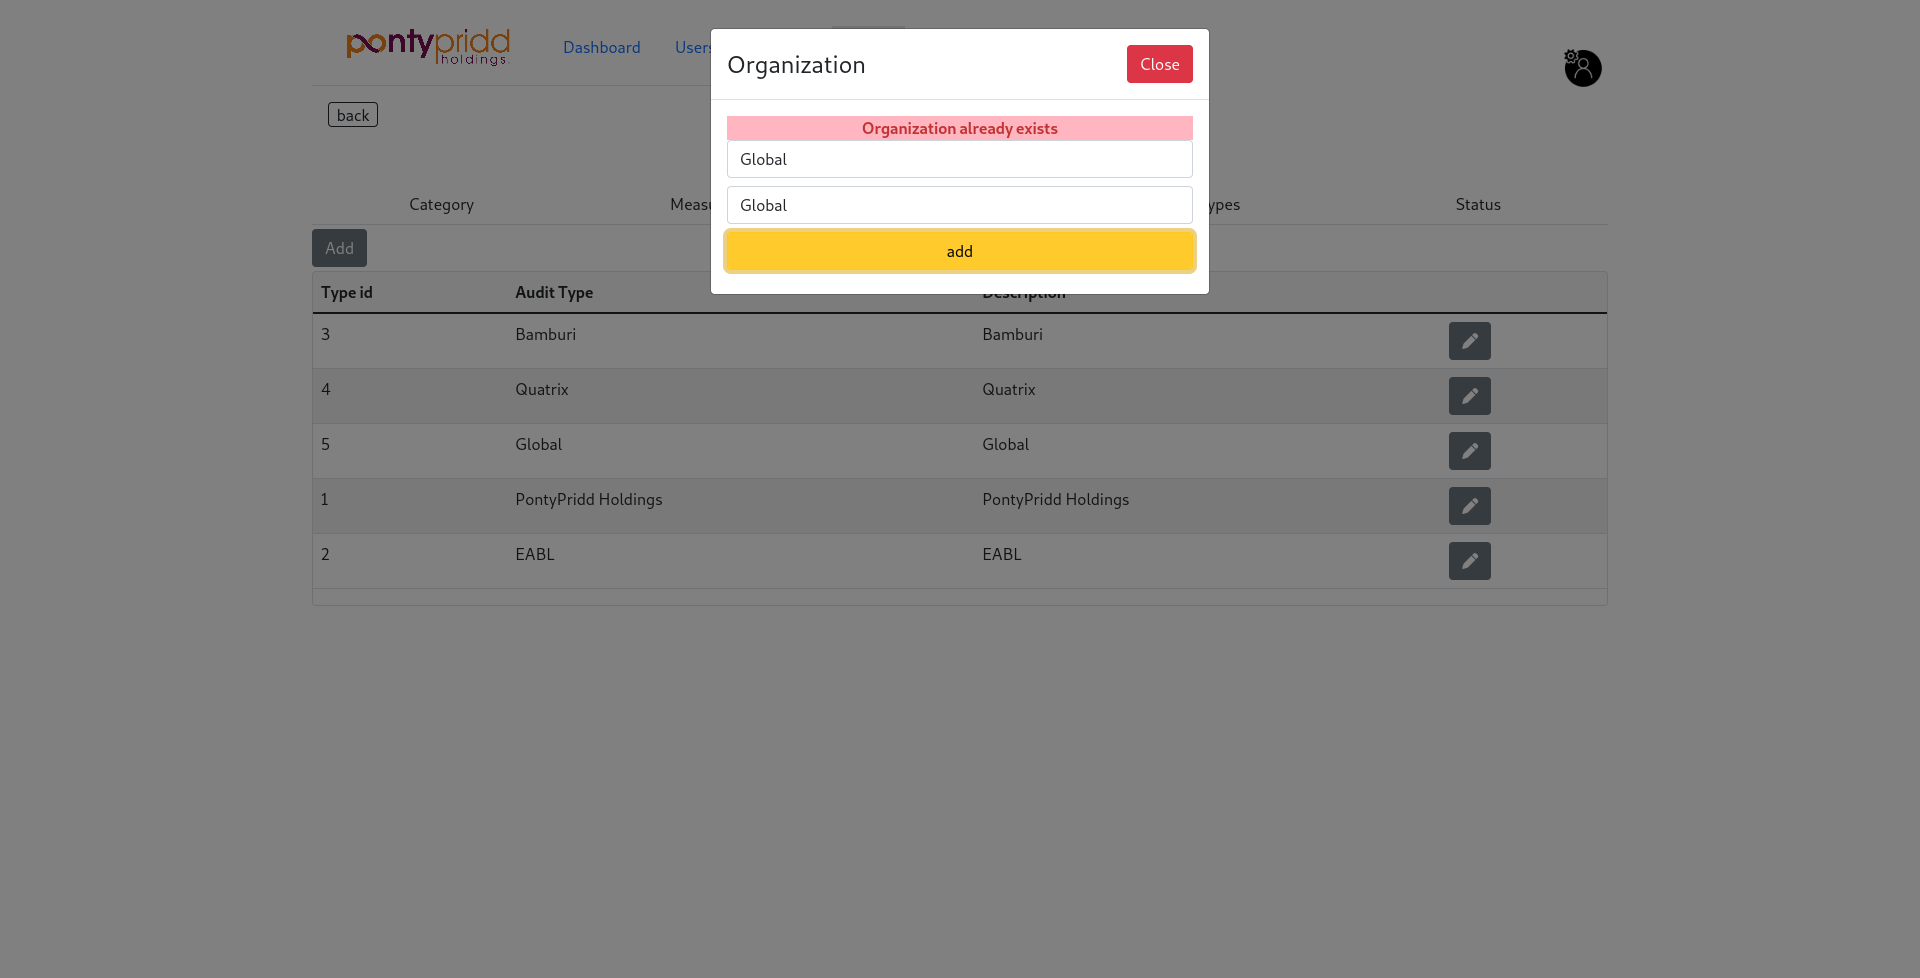 pontypridd
holdings.
Dashboard
Users
Organization
Close
back
Organization already exists
Global
Global
add
Category
Status
Add
Type id Audit Type Description
3 Bamburi Bamburi
4 Quatrix Quatrix
5 Global Global
1 PontyPridd Holdings PontyPridd Holdings
2 EABL EABL